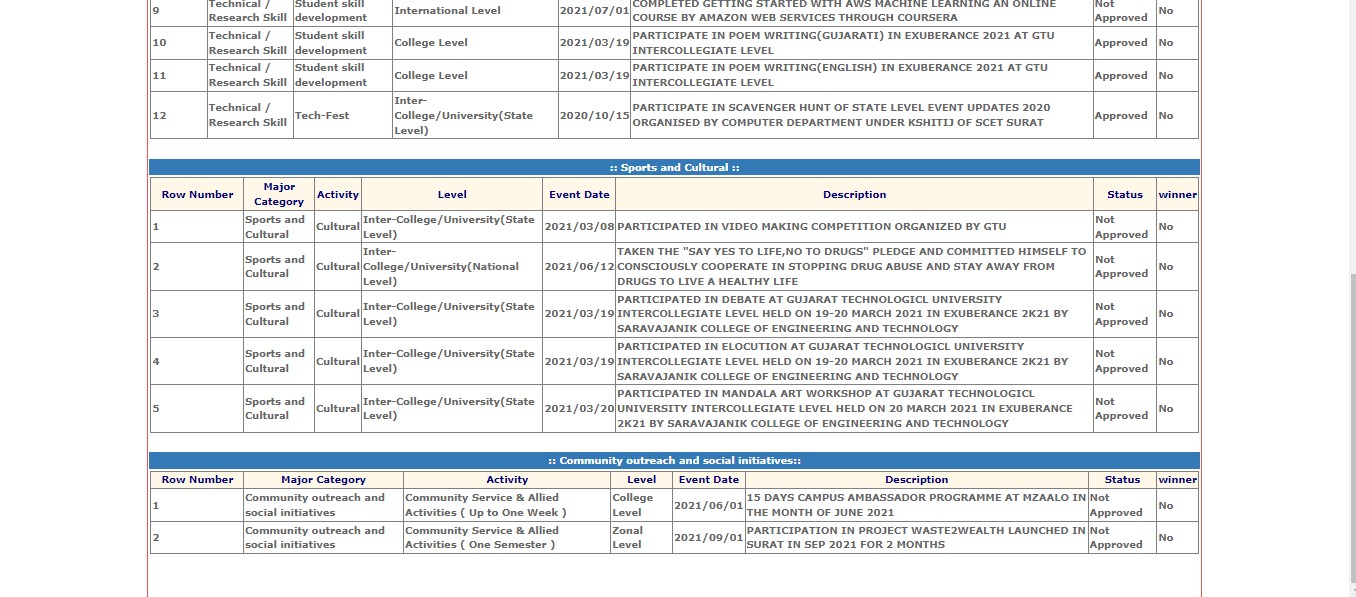 9 Technical / Research Skill Student skill development International Level 2021/07/01 COMPLETED GETTING STARTED WITH AWS MACHINE LEARNING AN ONLINE COURSE BY AMAZON WEB SERVICES THROUGH COURSERA Not Approved No
10 Technical / Research Skill Student skill development College Level 2021/03/19 PARTICIPATE IN POEM WRITING(GUJARATI) IN EXUBERANCE 2021 AT GTU INTERCOLLEGIATE LEVEL Approved No
11 Technical / Research Skill Student skill development College Level 2021/03/19 PARTICIPATE IN POEM WRITING(ENGLISH) IN EXUBERANCE 2021 AT GTU INTERCOLLEGIATE LEVEL Approved No
12 Technical / Research Skill Tech-Fest Inter-College/University(State Level) 2020/10/15 PARTICIPATE IN SCAVENGER HUNT OF STATE LEVEL EVENT UPDATES 2020 ORGANISED BY COMPUTER DEPARTMENT UNDER KSHITIJ OF SCET SURAT Approved No
:: Sports and Cultural ::
Row Number Major Category Activity Level Event Date Description Status winner
1 Sports and Cultural Cultural Inter-College/University(State Level) 2021/03/08 PARTICIPATED IN VIDEO MAKING COMPETITION ORGANIZED BY GTU Not Approved No
2 Sports and Cultural Cultural Inter-College/University(National Level) 2021/06/12 TAKEN THE "SAY YES TO LIFE,NO TO DRUGS" PLEDGE AND COMMITTED HIMSELF TO CONSCIOUSLY COOPERATE IN STOPPING DRUG ABUSE AND STAY AWAY FROM DRUGS TO LIVE A HEALTHY LIFE Not Approved No
3 Sports and Cultural Cultural Inter-College/University(State Level) 2021/03/19 PARTICIPATED IN DEBATE AT GUJARAT TECHNOLOGICL UNIVERSITY INTERCOLLEGIATE LEVEL HELD ON 19-20 MARCH 2021 IN EXUBERANCE 2K21 BY SARAVAJANIK COLLEGE OF ENGINEERING AND TECHNOLOGY Not Approved No
4 Sports and Cultural Cultural Inter-College/University(State Level) 2021/03/19 PARTICIPATED IN ELOCUTION AT GUJARAT TECHNOLOGICL UNIVERSITY INTERCOLLEGIATE LEVEL HELD ON 19-20 MARCH 2021 IN EXUBERANCE 2K21 BY SARAVAJANIK COLLEGE OF ENGINEERING AND TECHNOLOGY Not Approved No
5 Sports and Cultural Cultural Inter-College/University(State Level) 2021/03/20 PARTICIPATED IN MANDALA ART WORKSHOP AT GUJARAT TECHNOLOGICL UNIVERSITY INTERCOLLEGIATE LEVEL HELD ON 20 MARCH 2021 IN EXUBERANCE 2K21 BY SARAVAJANIK COLLEGE OF ENGINEERING AND TECHNOLOGY Not Approved No
:: Community outreach and social initiatives::
Row Number Major Category Activity Level Event Date Description Status winner
1 Community outreach and social initiatives Community Service & Allied Activities ( Up to One Week ) College Level 2021/06/01 15 DAYS CAMPUS AMBASSADOR PROGRAMME AT MZAALO IN THE MONTH OF JUNE 2021 Not Approved No
2 Community outreach and social initiatives Community Service & Allied Activities ( One Semester ) Zonal Level 2021/09/01 PARTICIPATION IN PROJECT WASTE2WEALTH LAUNCHED IN SURAT IN SEP 2021 FOR 2 MONTHS Not Approved No